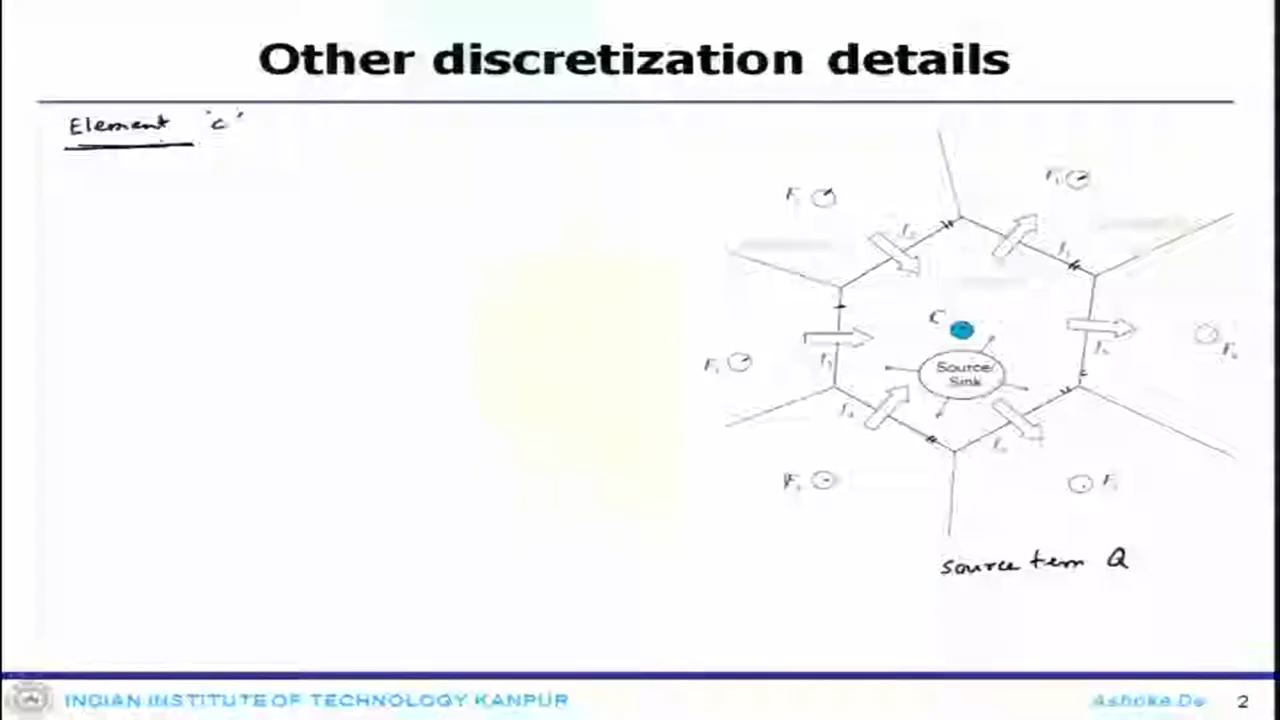 Other discretization details
Element 'c'
C
Source/
Sink
source term Q
INDIAN INSTITUTE OF TECHNOLOGY KANPUR
Ashoke De
2